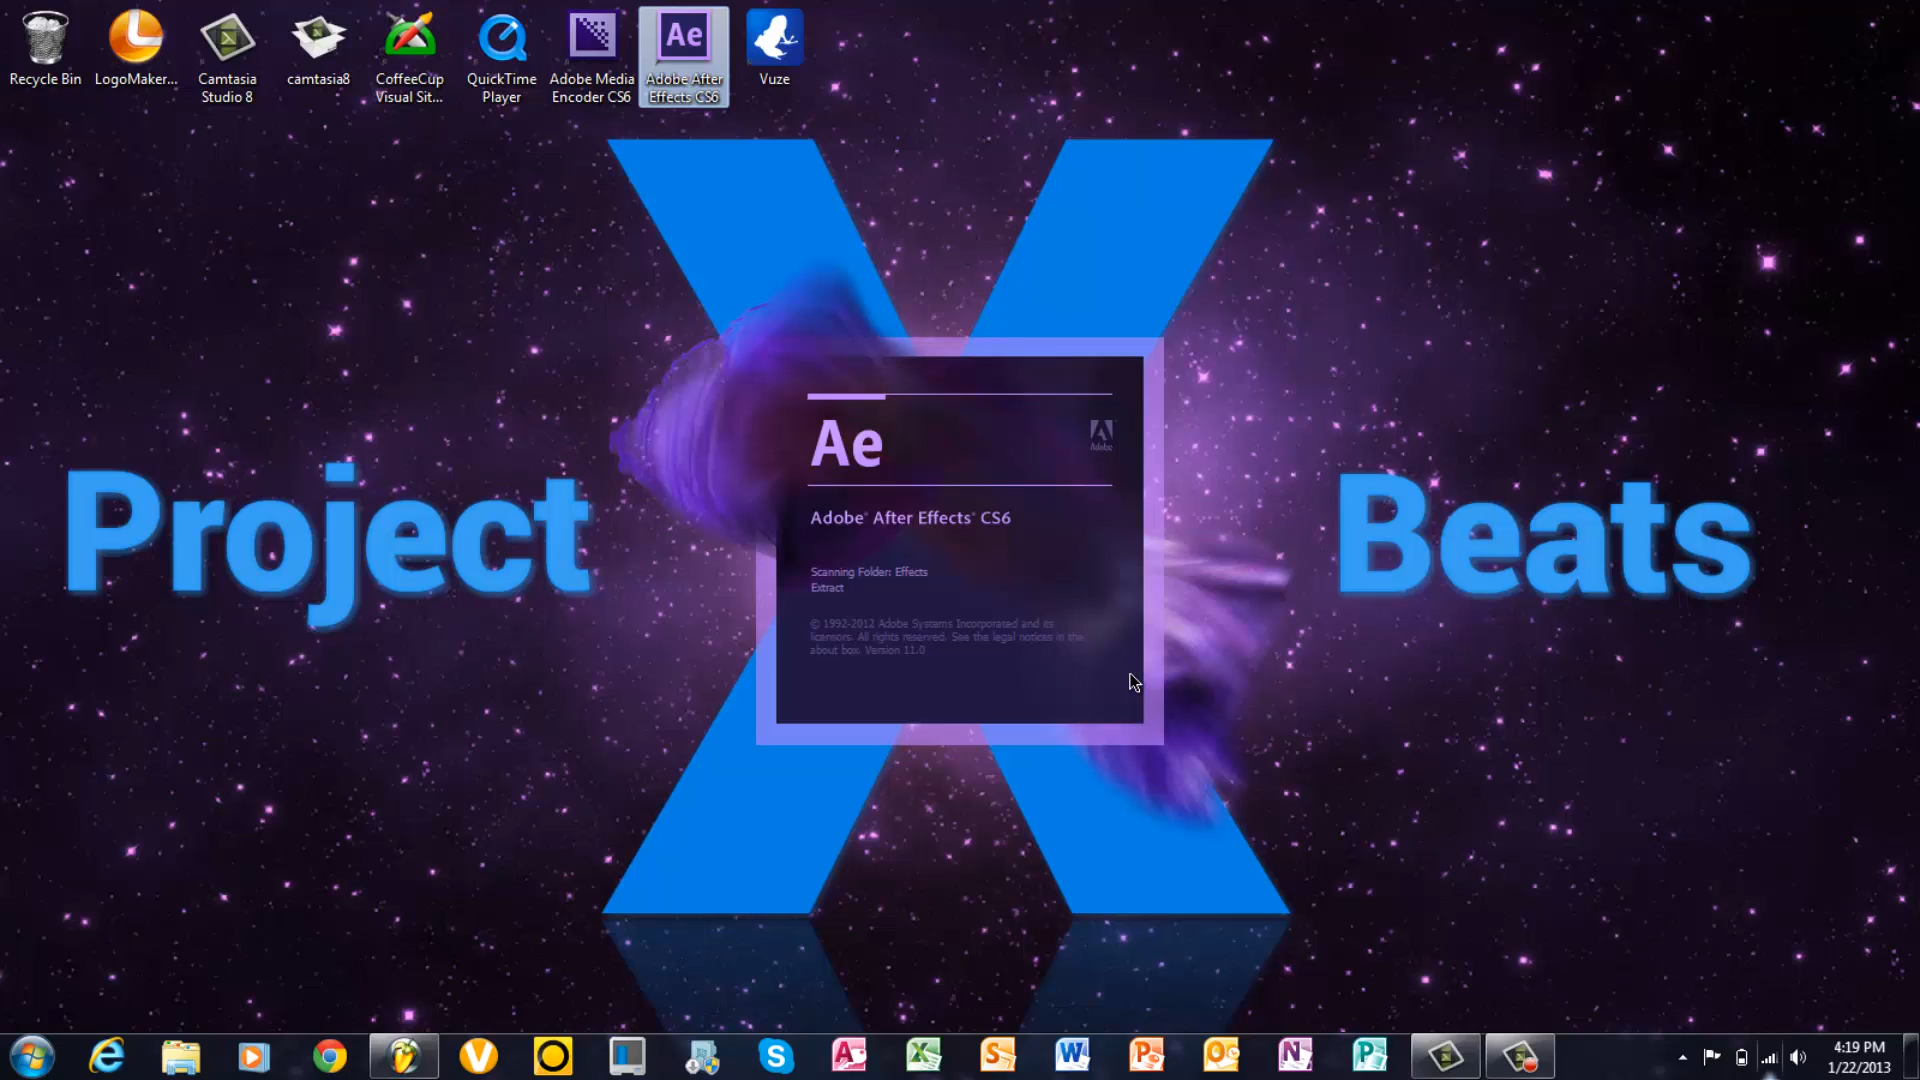 Recycle Bin
LogoMaker...
Camtasia
Studio 8
camtasia8
CoffeeCup
Visual Sit...
QuickTime
Player
Adobe Media
Encoder CS6
Ae
Adobe After
Effects CS6
Vuze
Project
Beats
Ae
Adobe
Adobe® After Effects® CS6
Scanning Folder: Effects
Extract
© 1992-2012 Adobe Systems Incorporated and its
licensors. All rights reserved. See the legal notices in the
about box. Version 11.0
4:19 PM
1/22/2013